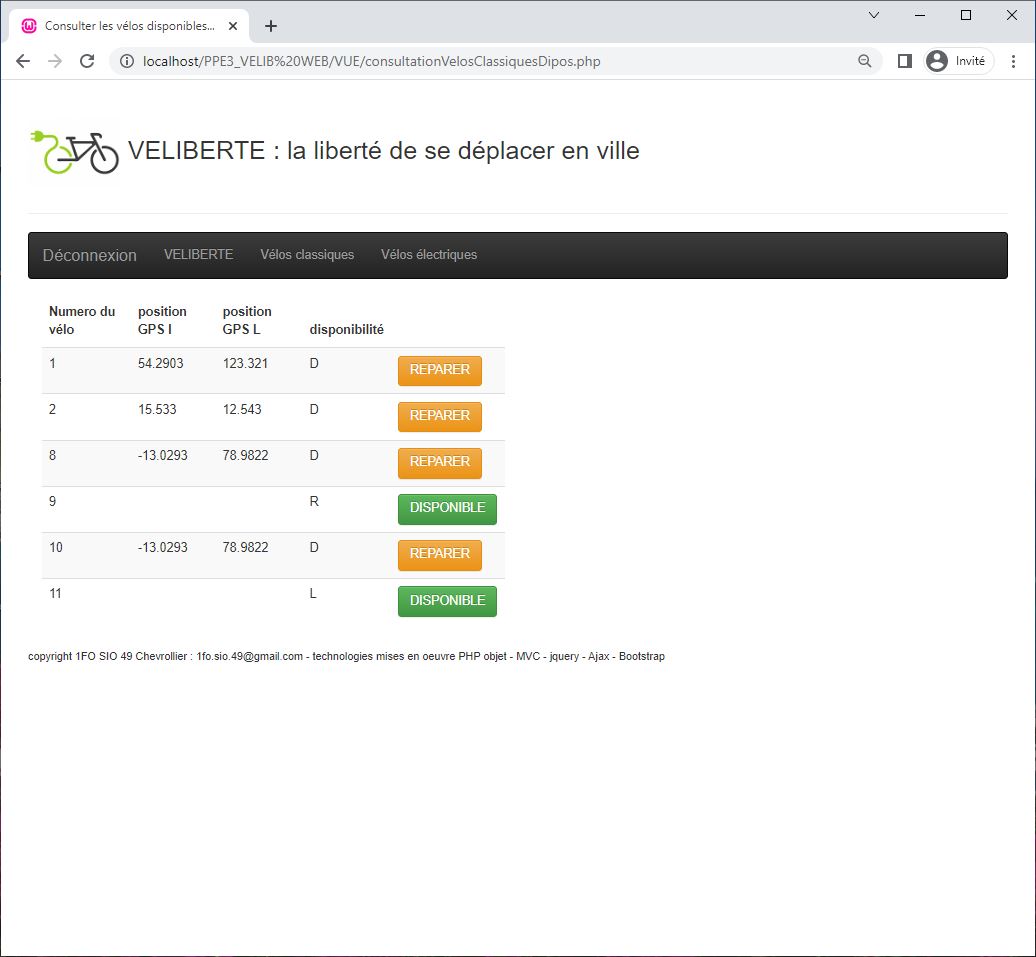 Consulter les vélos disponibles...
localhost/PPE3_VELIB%20WEB/VUE/consultationVelosClassiquesDipos.php
Invité
VELIBERTE : la liberté de se déplacer en ville
Déconnexion VELIBERTE Vélos classiques Vélos électriques
Numero du vélo position GPS l position GPS L disponibilité
1 54.2903 123.321 D REPARER
2 15.533 12.543 D REPARER
8 -13.0293 78.9822 D REPARER
9 R DISPONIBLE
10 -13.0293 78.9822 D REPARER
11 L DISPONIBLE
copyright 1FO SIO 49 Chevrollier : 1fo.sio.49@gmail.com - technologies mises en oeuvre PHP objet - MVC - jquery - Ajax - Bootstrap